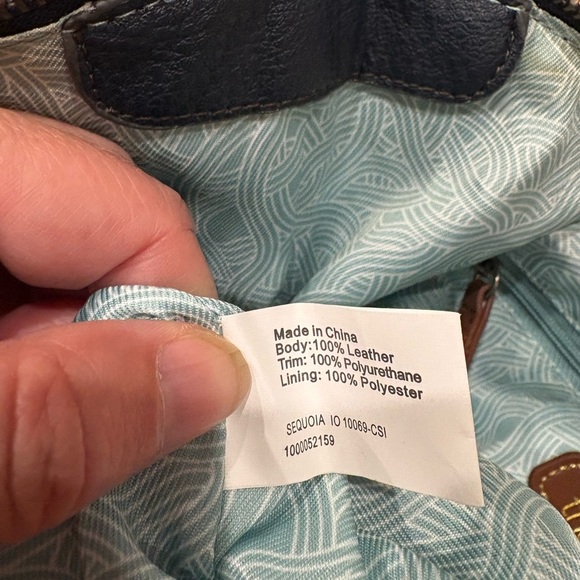 Made in China
Body:100% Leather
Trim: 100% Polyurethane
Lining: 100% Polyester
SEQUOIA IO 10069-CSI
1000052159